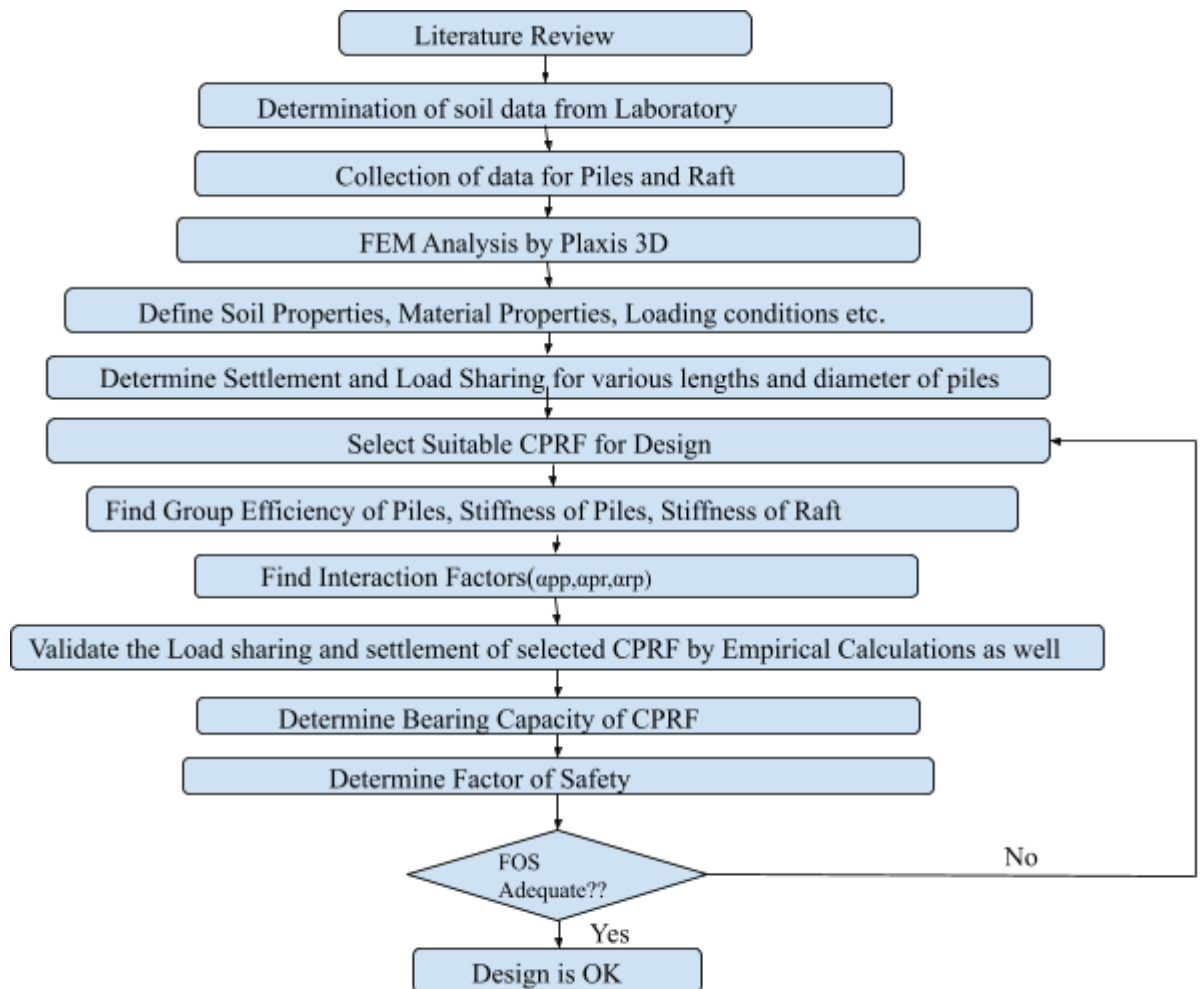 Literature Review
Determination of soil data from Laboratory
Collection of data for Piles and Raft
FEM Analysis by Plaxis 3D
Define Soil Properties, Material Properties, Loading conditions etc.
Determine Settlement and Load Sharing for various lengths and diameter of piles
Select Suitable CPRF for Design
Find Group Efficiency of Piles, Stiffness of Piles, Stiffness of Raft
Find Interaction Factors(αpp,αpr,αrp)
Validate the Load sharing and settlement of selected CPRF by Empirical Calculations as well
Determine Bearing Capacity of CPRF
Determine Factor of Safety
FOS
Adequate??
No
Yes
Design is OK